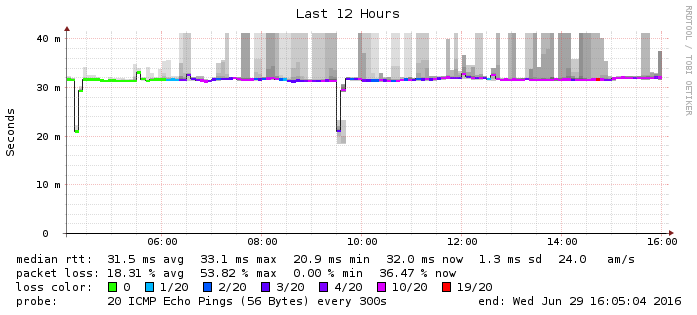 Last 12 Hours
RRDTOOL / TOBI OETIKER
Seconds
40 m
30 m
20 m
10 m
0
06:00 08:00 10:00 12:00 14:00 16:00
median rtt: 31.5 ms avg 33.1 ms max 20.9 ms min 32.0 ms now 1.3 ms sd 24.0 am/s
packet loss: 18.31 % avg 53.82 % max 0.00 % min 36.47 % now
loss color: 0 1/20 2/20 3/20 4/20 10/20 19/20
probe: 20 ICMP Echo Pings (56 Bytes) every 300s end: Wed Jun 29 16:05:04 2016